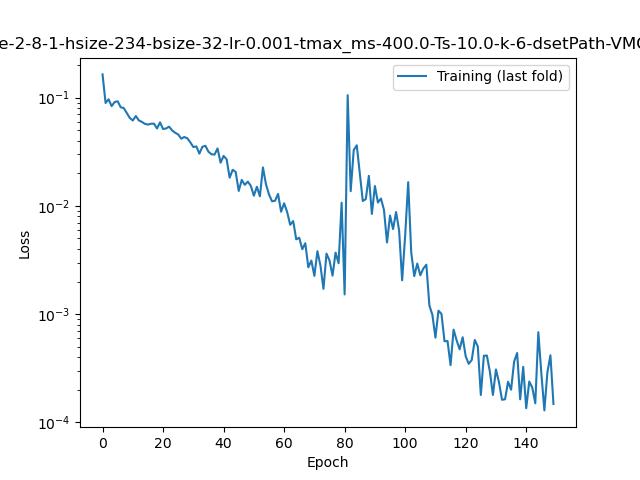 e-2-8-1-hsize-234-bsize-32-lr-0.001-tmax_ms-400.0-Ts-10.0-k-6-dsetPath-VMC
Training (last fold)
10⁻¹
10⁻²
10⁻³
10⁻⁴
Loss
0 20 40 60 80 100 120 140
Epoch